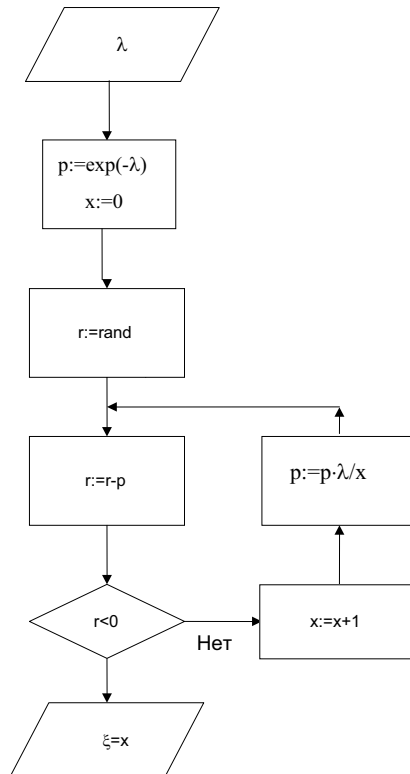 λ
p:=exp(-λ)
x:=0
r:=rand
r:=r-p
p:=p·λ/x
r<0
Нет
x:=x+1
ξ=x